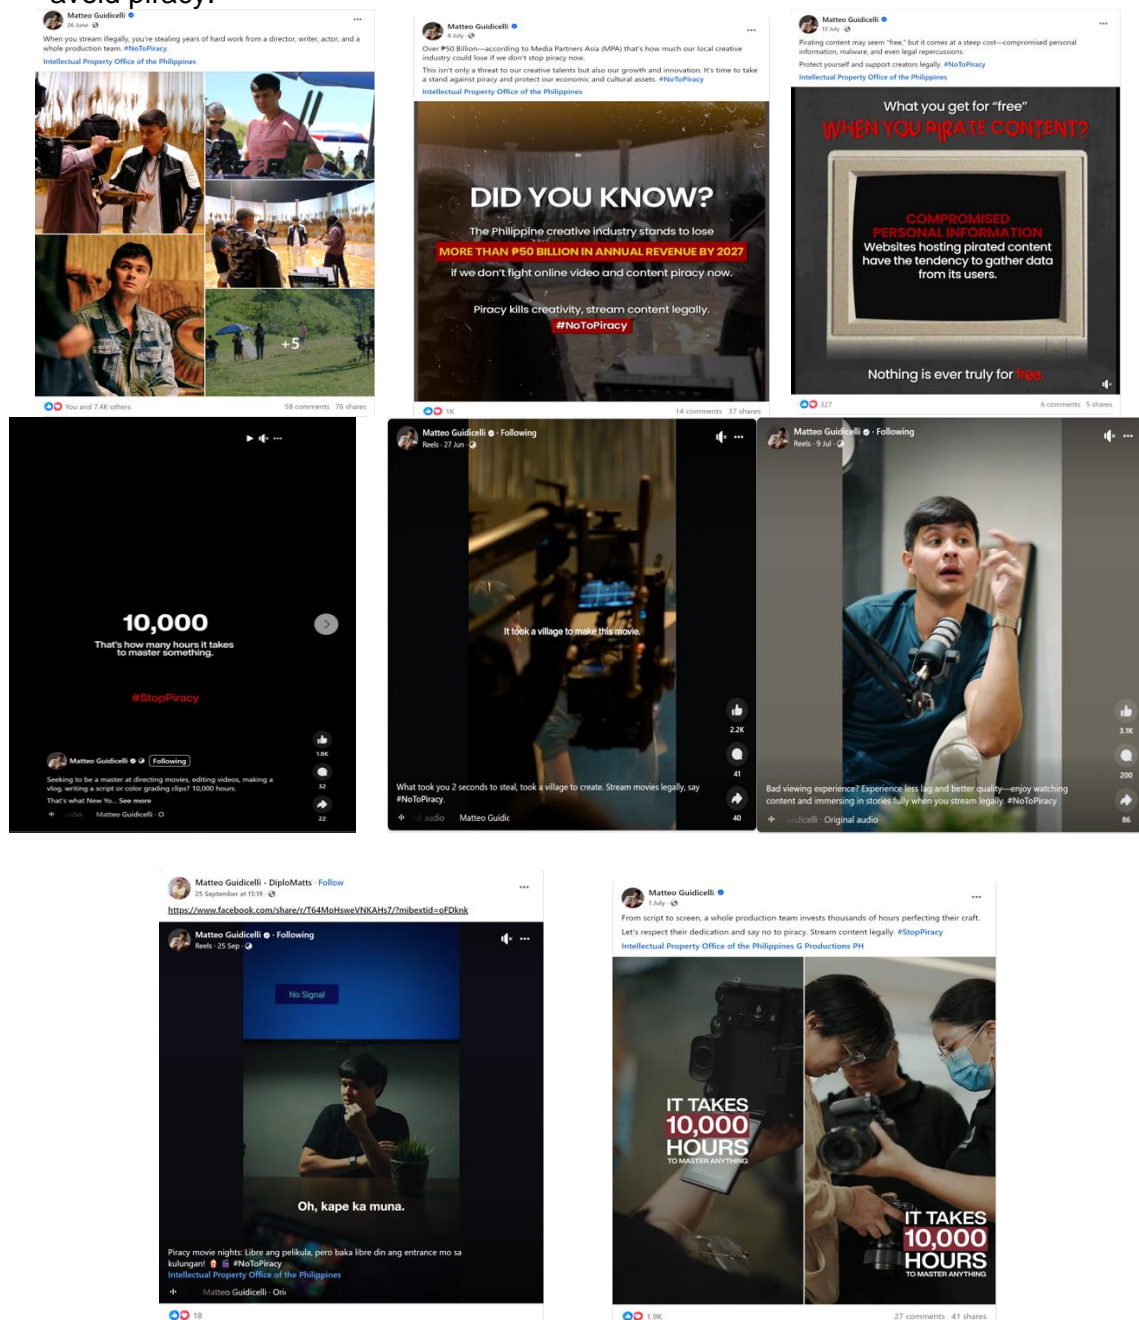 avoid piracy.
Matteo Guidicelli
26 June
When you stream illegally, you're stealing years of hard work from a director, writer, actor, and a
whole production team. #NoToPiracy.
Intellectual Property Office of the Philippines
+5
You and 7.4K others
58 comments 76 shares
Matteo Guidicelli
8 July
Over ₱50 Billion—according to Media Partners Asia (MPA) that's how much our local creative
industry could lose if we don't stop piracy now.
This isn't only a threat to our creative talents but also our growth and innovation. It's time to take
a stand against piracy and protect our economic and cultural assets. #NoToPiracy
Intellectual Property Office of the Philippines
DID YOU KNOW?
The Philippine creative industry stands to lose
MORE THAN ₱50 BILLION IN ANNUAL REVENUE BY 2027
if we don't fight online video and content piracy now.
Piracy kills creativity, stream content legally.
#NoToPiracy
1K
14 comments 37 shares
Matteo Guidicelli
13 July
Pirating content may seem "free," but it comes at a steep cost—compromised personal
information, malware, and even legal repercussions.
Protect yourself and support creators legally. #NoToPiracy
Intellectual Property Office of the Philippines
What you get for "free"
WHEN YOU PIRATE CONTENT?
COMPROMISED
PERSONAL INFORMATION
Websites hosting pirated content
have the tendency to gather data
from its users.
Nothing is ever truly for free.
327
6 comments 5 shares
10,000
That's how many hours it takes
to master something.
#StopPiracy
Matteo Guidicelli Following
Seeking to be a master at directing movies, editing videos, making a
vlog, writing a script or color grading clips? 10,000 hours.
That's what New Yo... See more
audio Matteo Guidicelli · O
1.8K
32
22
Matteo Guidicelli · Following
Reels · 27 Jun
It took a village to make this movie.
2.2K
41
What took you 2 seconds to steal, took a village to create. Stream movies legally, say
#NoToPiracy.
al audio Matteo Guidic
40
Matteo Guidicelli · Following
Reels · 9 Jul
3.1K
200
Bad viewing experience? Experience less lag and better quality—enjoy watching
content and immersing in stories fully when you stream legally. #NoToPiracy
uidicelli · Original audio
86
Matteo Guidicelli - DiploMatts · Follow
25 September at 15:19
https://www.facebook.com/share/r/T64MoHsweVNKAHs7/?mibextid=oFDknk
Matteo Guidicelli · Following
Reels · 25 Sep
No Signal
Oh, kape ka muna.
Piracy movie nights: Libre ang pelikula, pero baka libre din ang entrance mo sa
kulungan! #NoToPiracy
Intellectual Property Office of the Philippines
Matteo Guidicelli · Ori
18
Matteo Guidicelli
1 July
From script to screen, a whole production team invests thousands of hours perfecting their craft.
Let's respect their dedication and say no to piracy. Stream content legally. #StopPiracy
Intellectual Property Office of the Philippines G Productions PH
IT TAKES
10,000
HOURS
TO MASTER ANYTHING
IT TAKES
10,000
HOURS
TO MASTER ANYTHING
1.9K
27 comments 41 shares